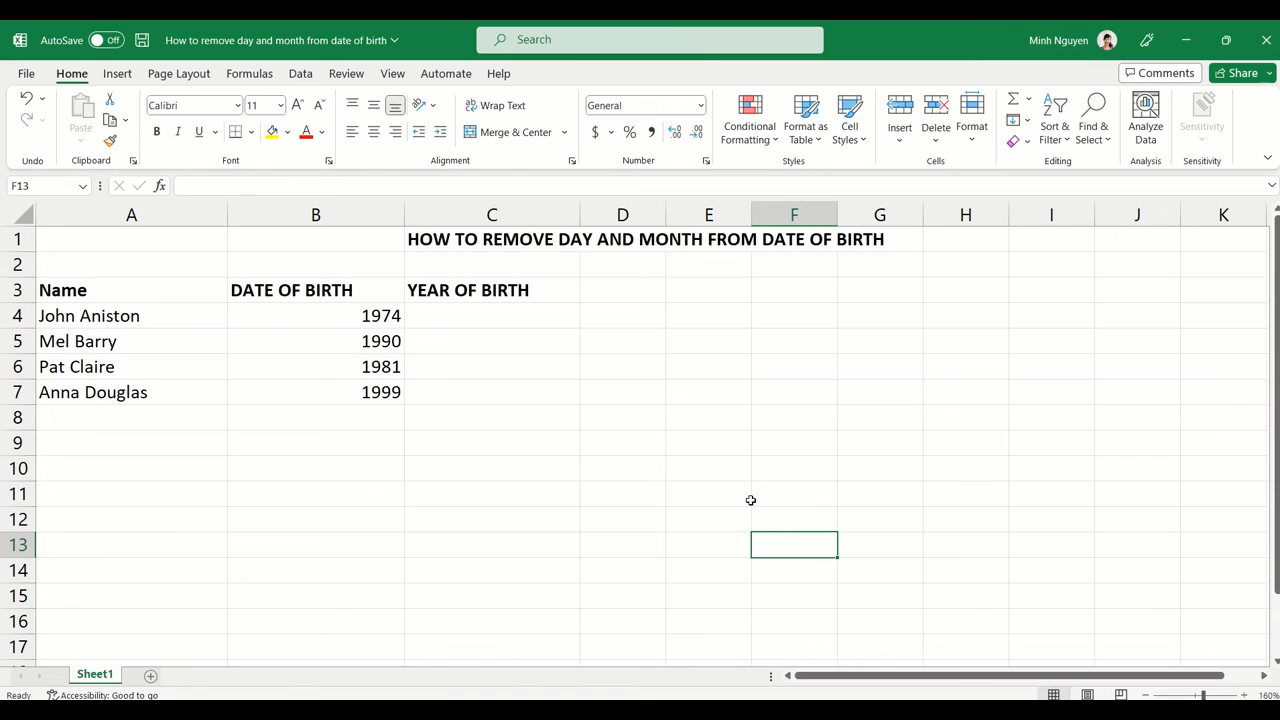 AutoSave Off How to remove day and month from date of birth Search Minh Nguyen
File Home Insert Page Layout Formulas Data Review View Automate Help Comments Share
Calibri 11 Wrap Text General
Paste B I U Merge & Center $ % Conditional Formatting Format as Table Cell Styles Insert Delete Format Sort & Filter Find & Select Analyze Data Sensitivity
Undo Clipboard Font Alignment Number Styles Cells Editing Analysis Sensitivity
F13 fx
A B C D E F G H I J K
1 HOW TO REMOVE DAY AND MONTH FROM DATE OF BIRTH
2
3 Name DATE OF BIRTH YEAR OF BIRTH
4 John Aniston 1974
5 Mel Barry 1990
6 Pat Claire 1981
7 Anna Douglas 1999
8
9
10
11
12
13
14
15
16
17
Sheet1
Ready Accessibility: Good to go 160%